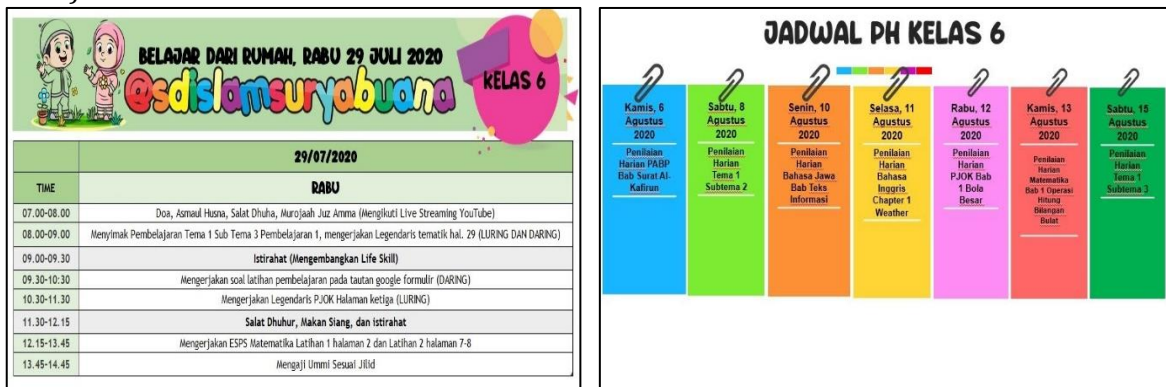 BELAJAR DARI RUMAH, RABU 29 JULI 2020
@sdislamsuryabuana
KELAS 6
29/07/2020
TIME RABU
07.00-08.00 Doa, Asmaul Husna, Salat Dhuha, Murojaah Juz Amma (Mengikuti Live Streaming YouTube)
08.00-09.00 Menyimak Pembelajaran Tema 1 Sub Tema 3 Pembelajaran 1, mengerjakan Legendaris tematik hal. 29 (LURING DAN DARING)
09.00-09.30 Istirahat (Mengembangkan Life Skill)
09.30-10:30 Mengerjakan soal latihan pembelajaran pada tautan google formulir (DARING)
10.30-11.30 Mengerjakan Legendaris PJOK Halaman ketiga (LURING)
11.30-12.15 Salat Dhuhur, Makan Siang, dan istirahat
12.15-13.45 Mengerjakan ESPS Matematika Latihan 1 halaman 2 dan Latihan 2 halaman 7-8
13.45-14.45 Mengaji Ummi Sesuai Jilid
JADWAL PH KELAS 6
Kamis, 6
Agustus
2020
Penilaian
Harian PABP
Bab Surat Al-
Kafirun
Sabtu, 8
Agustus
2020
Penilaian
Harian
Tema 1
Subtema 2
Senin, 10
Agustus
2020
Penilaian
Harian
Bahasa Jawa
Bab Teks
Informasi
Selasa, 11
Agustus
2020
Penilaian
Harian
Bahasa
Inggris
Chapter 1
Weather
Rabu, 12
Agustus
2020
Penilaian
Harian
PJOK Bab
1 Bola
Besar
Kamis, 13
Agustus
2020
Penilaian
Harian
Matematika
Bab 1 Operasi
Hitung
Bilangan
Bulat
Sabtu, 15
Agustus
2020
Penilaian
Harian
Tema 1
Subtema 3